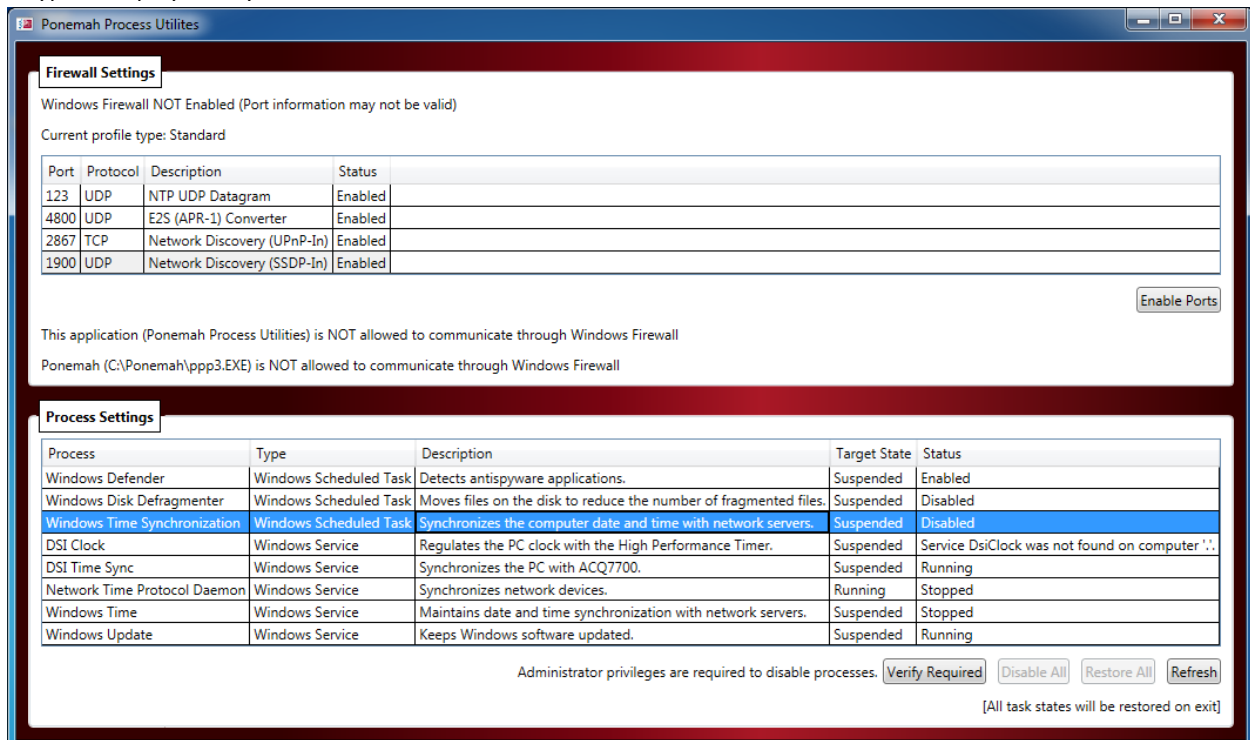 Ponemah Process Utilites
Firewall Settings
Windows Firewall NOT Enabled (Port information may not be valid)
Current profile type: Standard
Port Protocol Description Status
123 UDP NTP UDP Datagram Enabled
4800 UDP E2S (APR-1) Converter Enabled
2867 TCP Network Discovery (UPnP-In) Enabled
1900 UDP Network Discovery (SSDP-In) Enabled
Enable Ports
This application (Ponemah Process Utilities) is NOT allowed to communicate through Windows Firewall
Ponemah (C:\Ponemah\ppp3.EXE) is NOT allowed to communicate through Windows Firewall
Process Settings
Process Type Description Target State Status
Windows Defender Windows Scheduled Task Detects antispyware applications. Suspended Enabled
Windows Disk Defragmenter Windows Scheduled Task Moves files on the disk to reduce the number of fragmented files. Suspended Disabled
Windows Time Synchronization Windows Scheduled Task Synchronizes the computer date and time with network servers. Suspended Disabled
DSI Clock Windows Service Regulates the PC clock with the High Performance Timer. Suspended Service DsiClock was not found on computer '.'.
DSI Time Sync Windows Service Synchronizes the PC with ACQ7700. Suspended Running
Network Time Protocol Daemon Windows Service Synchronizes network devices. Running Stopped
Windows Time Windows Service Maintains date and time synchronization with network servers. Suspended Stopped
Windows Update Windows Service Keeps Windows software updated. Suspended Running
Administrator privileges are required to disable processes. Verify Required Disable All Restore All Refresh
[All task states will be restored on exit]